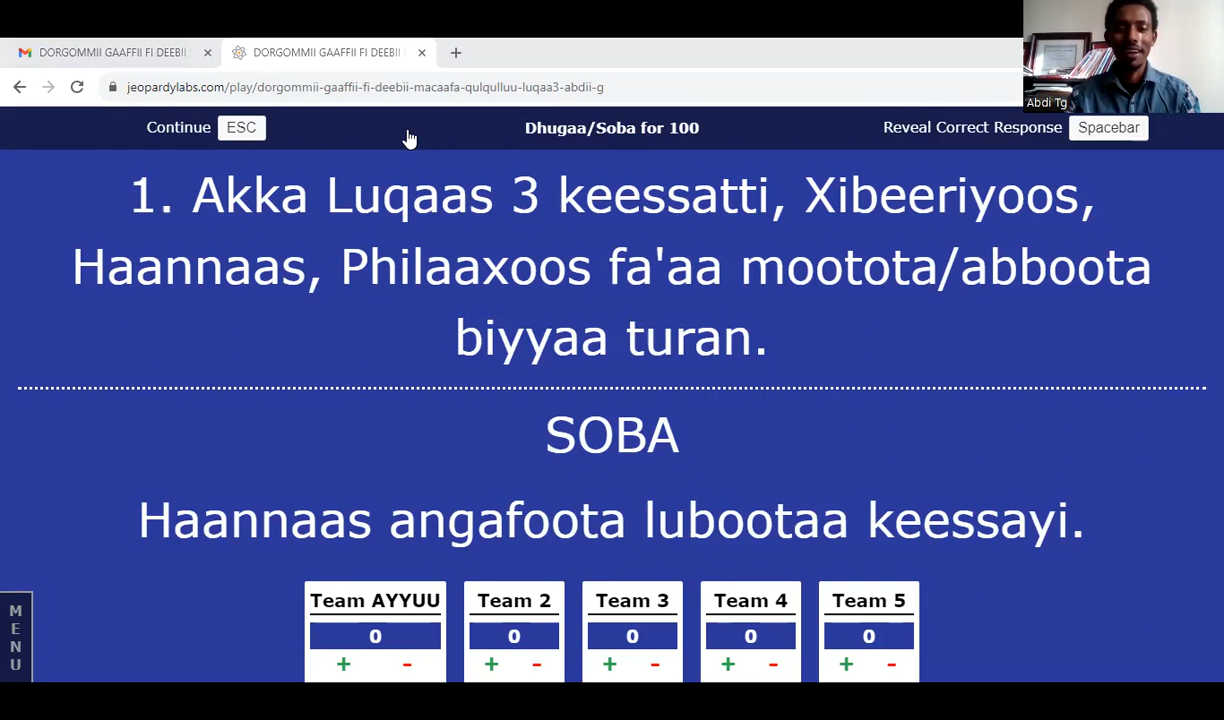 DORGOMMII GAAFFII FI DEEBII
DORGOMMII GAAFFII FI DEEBII
jeopardylabs.com/play/dorgommii-gaaffii-fi-deebii-macaafa-qulqulluu-luqaa3-abdii-g
Abdi Tg
Continue ESC
Dhugaa/Soba for 100
Reveal Correct Response Spacebar
1. Akka Luqaas 3 keessatti, Xibeeriyoos,
Haannaas, Philaaxoos fa'aa mootota/abboota
biyyaa turan.
SOBA
Haannaas angafoota lubootaa keessayi.
MENU
Team AYYUU Team 2 Team 3 Team 4 Team 5
0 0 0 0 0
+ - + - + - + - + -